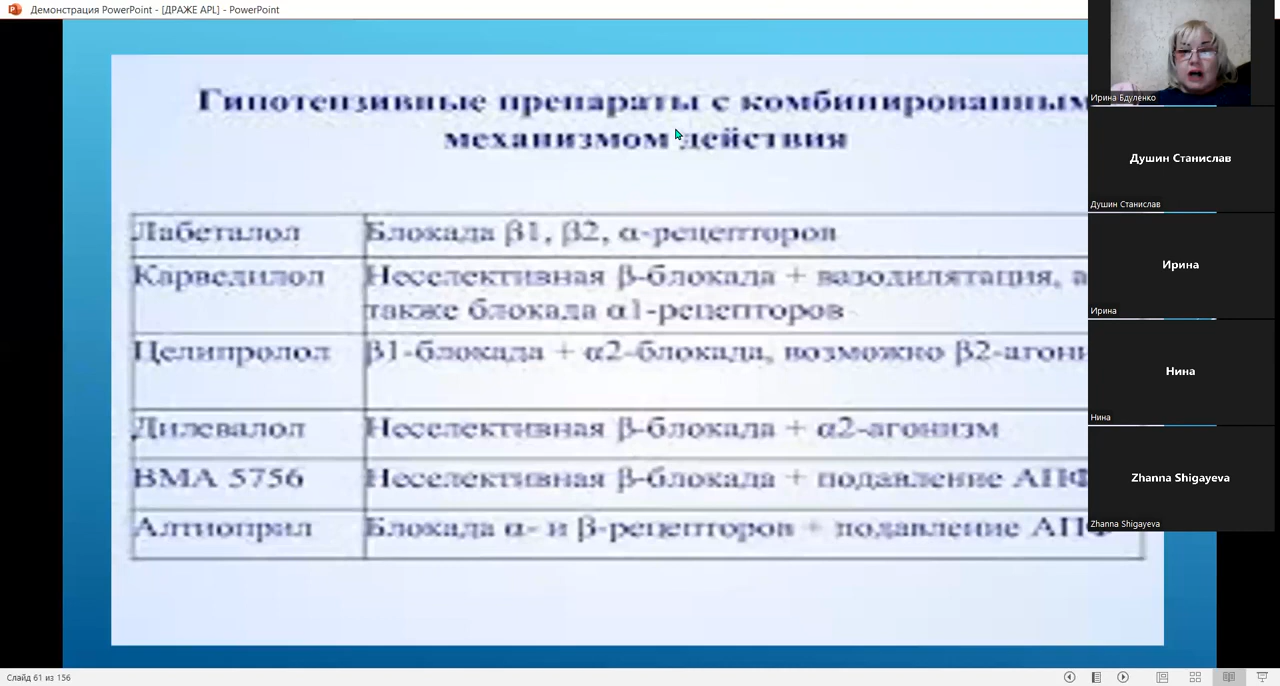 Демонстрация PowerPoint - [ДРАЖЕ APL] - PowerPoint
Гипотензивные препараты с комбинированным
механизмом действия
Лабеталол
Блокада β1, β2, α-рецепторов
Карведилол
Неселективная β-блокада + вазодилятация, а
также блокада α1-рецепторов
Целипролол
β1-блокада + α2-блокада, возможно
Дилевалол
Неселективная β-блокада + α2-агонизм
ВМА 5756
Неселективная β-блокада + подавление АПФ
Алтиоприл
Блокада α- и β-рецепторов + подавление АПФ
Ирина Бдуленко
Душин Станислав
Душин Станислав
Ирина
Ирина
Нина
Нина
Zhanna Shigayeva
Zhanna Shigayeva
Слайд 61 из 156